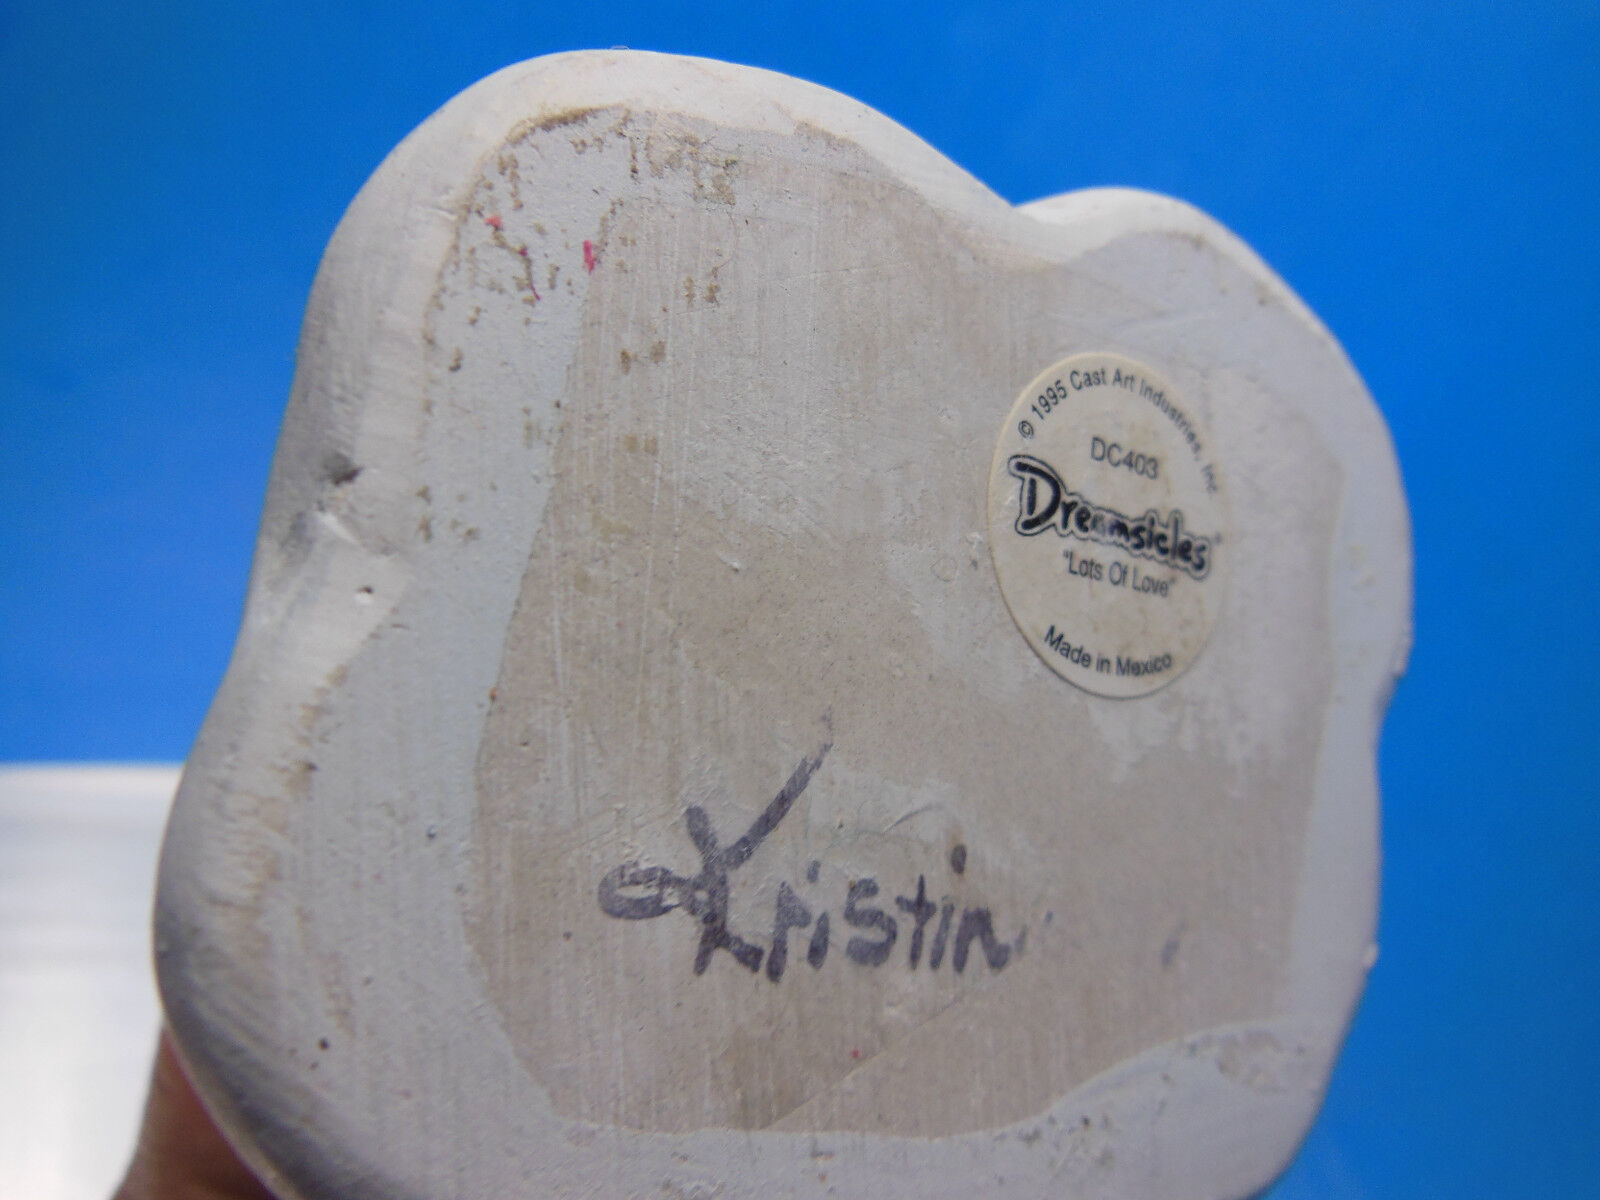 © 1995 Cast Art Industries, Inc.
DC403
Dreamsicles
"Lots Of Love"
Made in Mexico
Kristin